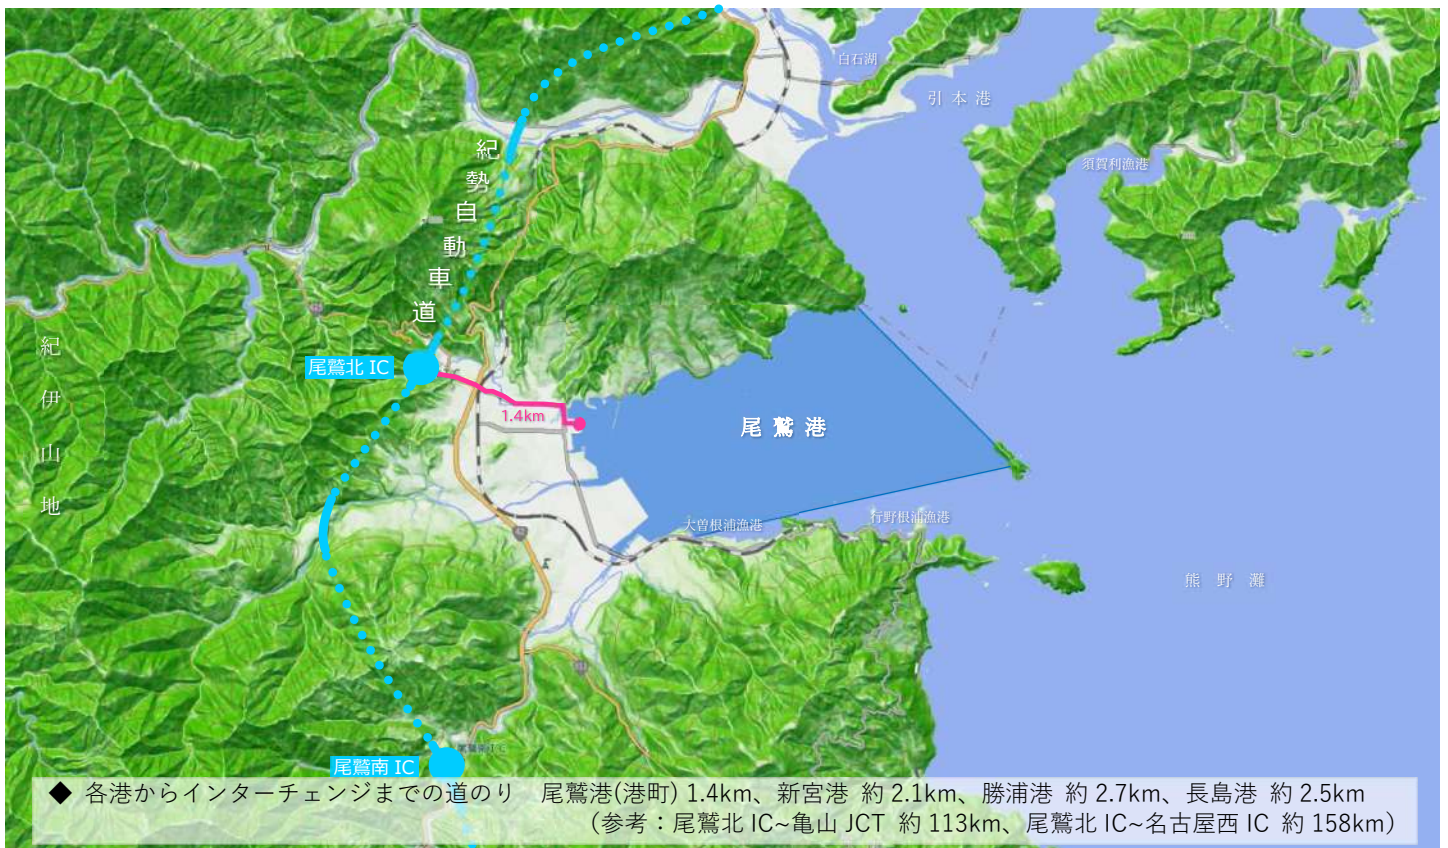 白石湖
引本港
須賀利漁港
紀勢自動車道
紀伊山地
尾鷲北 IC
1.4km
尾鷲港
42
大曽根浦漁港
行野浦漁港
熊野灘
尾鷲南 IC
尾鷲南 IC
◆ 各港からインターチェンジまでの道のり 尾鷲港(港町) 1.4km、新宮港 約 2.1km、勝浦港 約 2.7km、長島港 約 2.5km
(参考：尾鷲北 IC~亀山 JCT 約 113km、尾鷲北 IC~名古屋西 IC 約 158km)